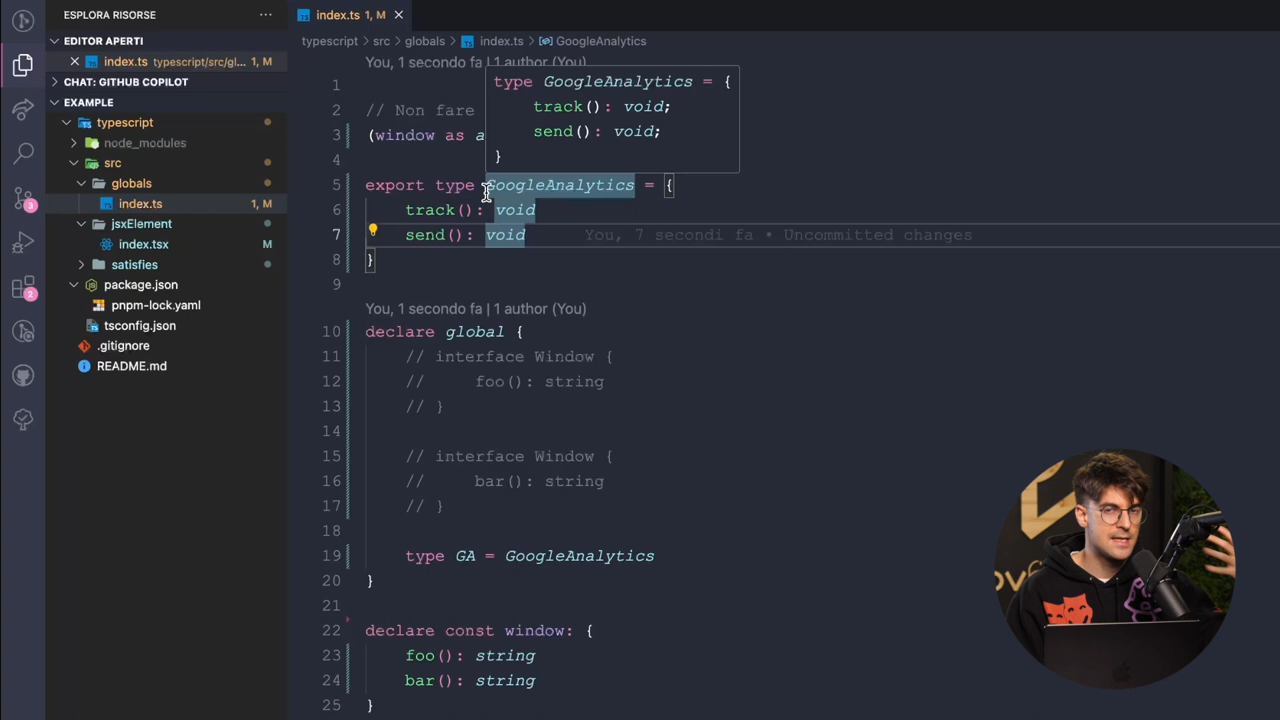 ESPLORA RISORSE
EDITOR APERTI
index.ts typescript/src/gl... 1, M
CHAT: GITHUB COPILOT
EXAMPLE
typescript
node_modules
src
globals
index.ts 1, M
jsxElement
index.tsx M
satisfies
package.json
pnpm-lock.yaml
tsconfig.json
.gitignore
README.md
3
2
index.ts 1, M
typescript > src > globals > index.ts > GoogleAnalytics
You, 1 secondo fa | 1 author (You)
type GoogleAnalytics = {
track(): void;
send(): void;
}
1
2 // Non fare
3 (window as a
4
5 export type GoogleAnalytics = {
6 track(): void
7 send(): void You, 7 secondi fa • Uncommitted changes
8 }
9
You, 1 secondo fa | 1 author (You)
10 declare global {
11 // interface Window {
12 // foo(): string
13 // }
14
15 // interface Window {
16 // bar(): string
17 // }
18
19 type GA = GoogleAnalytics
20 }
21
22 declare const window: {
23 foo(): string
24 bar(): string
25 }